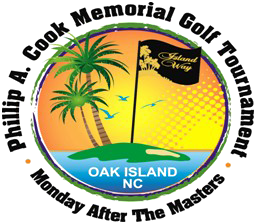 Phillip A. Cook Memorial Golf Tournament
Island
Way
OAK ISLAND
NC
• Monday After The Masters •